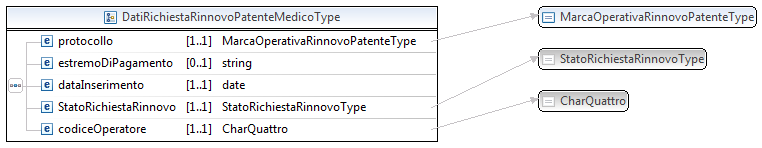 DatiRichiestaRinnovoPatenteMedicoType
e protocollo [1..1] MarcaOperativaRinnovoPatenteType
e estremoDiPagamento [0..1] string
e dataInserimento [1..1] date
e StatoRichiestaRinnovo [1..1] StatoRichiestaRinnovoType
e codiceOperatore [1..1] CharQuattro
MarcaOperativaRinnovoPatenteType
StatoRichiestaRinnovoType
CharQuattro